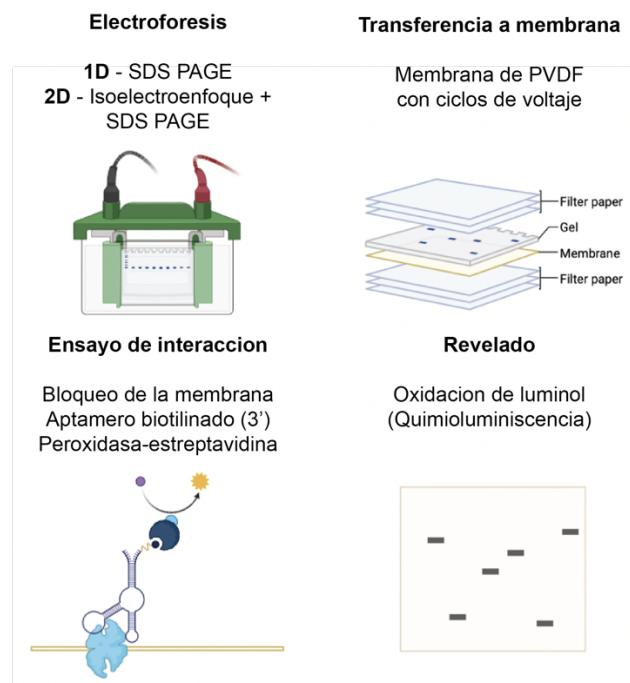 Electroforesis
1D - SDS PAGE
2D - Isoelectroenfoque +
SDS PAGE
Transferencia a membrana
Membrana de PVDF
con ciclos de voltaje
Filter paper
Gel
Membrane
Filter paper
Ensayo de interaccion
Bloqueo de la membrana
Aptamero biotilinado (3')
Peroxidasa-estreptavidina
Revelado
Oxidacion de luminol
(Quimioluminiscencia)